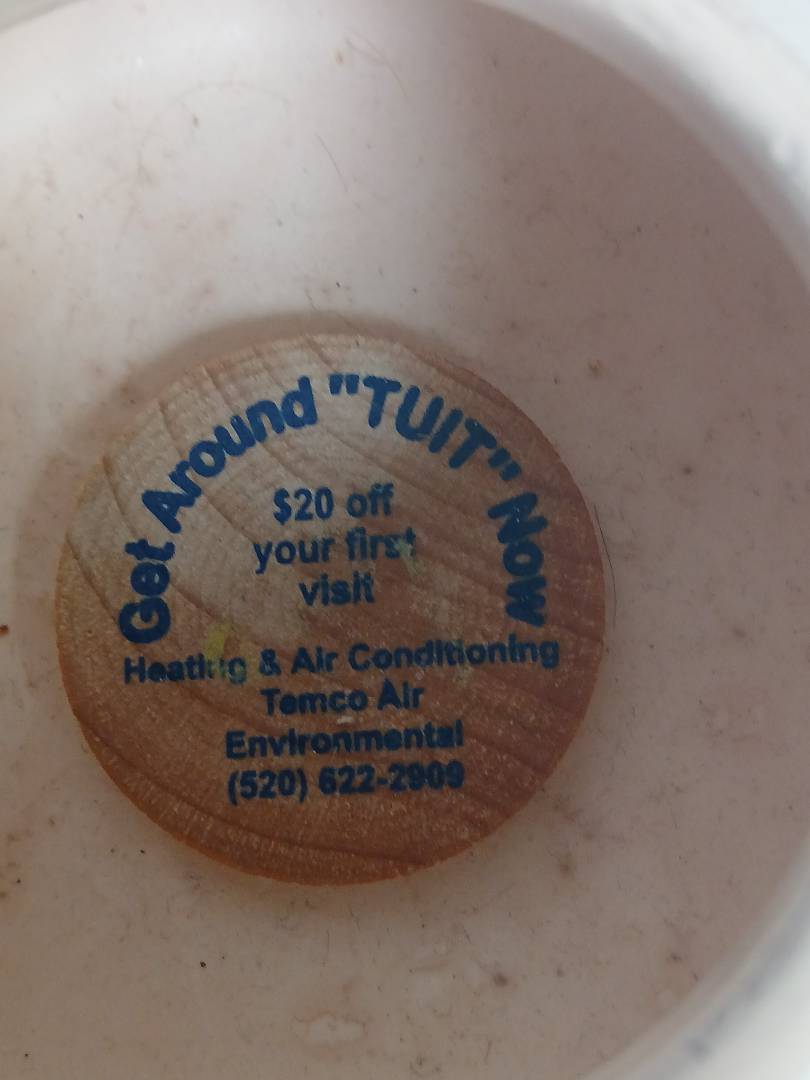 Get Around "TUIT" Now
$20 off
your first
visit
Heating & Air Conditioning
Temco Air
Environmental
(520) 622-2909